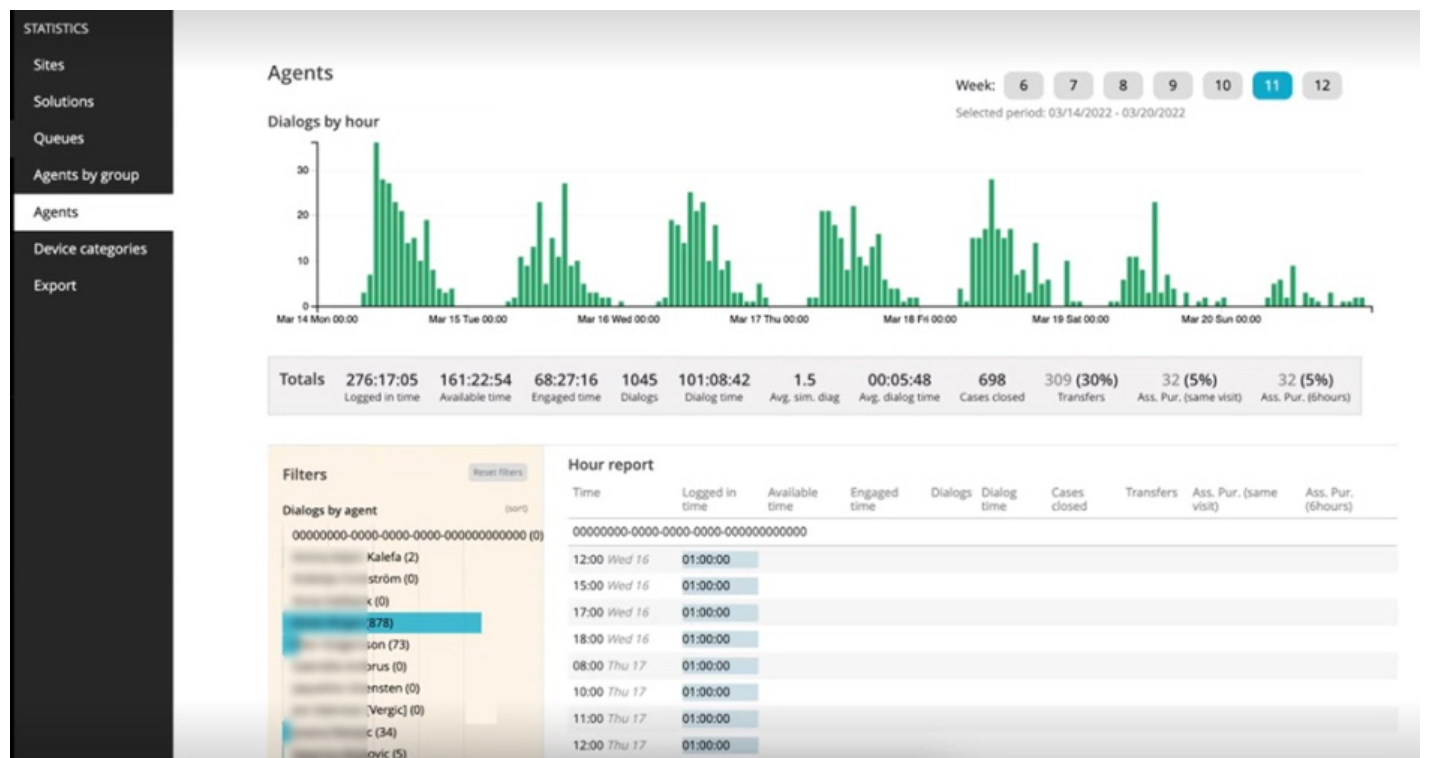 STATISTICS
Sites
Solutions
Queues
Agents by group
Agents
Device categories
Export
Agents
Week: 6 7 8 9 10 11 12
Selected period: 03/14/2022 - 03/20/2022
Dialogs by hour
30
20
10
0
Mar 14 Mon 00:00 Mar 15 Tue 00:00 Mar 16 Wed 00:00 Mar 17 Thu 00:00 Mar 18 Fri 00:00 Mar 19 Sat 00:00 Mar 20 Sun 00:00
Totals 276:17:05 161:22:54 68:27:16 1045 101:08:42 1.5 00:05:48 698 309 (30%) 32 (5%) 32 (5%)
Logged in time Available time Engaged time Dialogs Dialog time Avg. sim. diag Avg. dialog time Cases closed Transfers Ass. Pur. (same visit) Ass. Pur. (6hours)
Filters Reset filters
Dialogs by agent (sort)
00000000-0000-0000-0000-000000000000 (0)
Kalefa (2)
ström (0)
k (0)
(878)
son (73)
orus (0)
ensten (0)
[Vergic] (0)
c (34)
ovic (5)
Hour report
Time Logged in time Available time Engaged time Dialogs Dialog time Cases closed Transfers Ass. Pur. (same visit) Ass. Pur. (6hours)
00000000-0000-0000-0000-000000000000
12:00 Wed 16 01:00:00
15:00 Wed 16 01:00:00
17:00 Wed 16 01:00:00
18:00 Wed 16 01:00:00
08:00 Thu 17 01:00:00
10:00 Thu 17 01:00:00
11:00 Thu 17 01:00:00
12:00 Thu 17 01:00:00